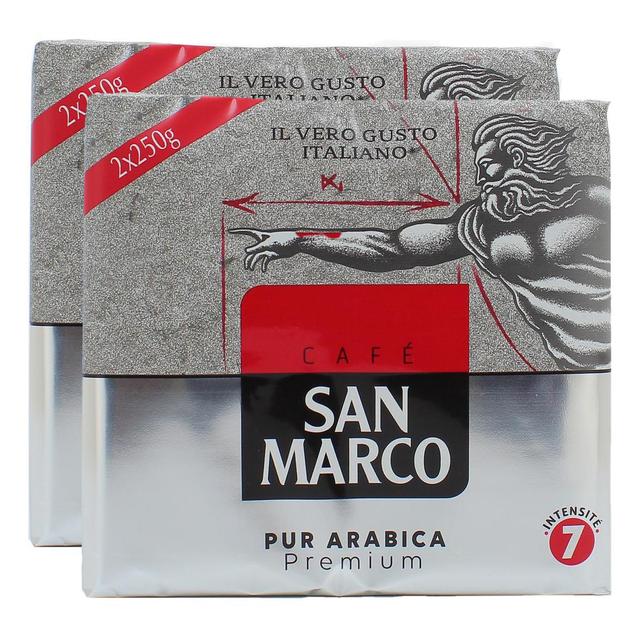 2x250g
IL VERO GUSTO
ITALIANO*
2x250g
IL VERO GUSTO
ITALIANO*
CAFÉ
SAN
MARCO
PUR ARABICA
Premium
INTENSITÉ
7